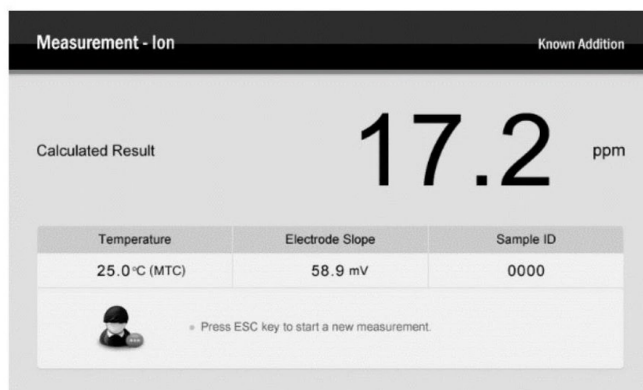 Measurement - Ion
Known Addition
Calculated Result
17.2 ppm
Temperature
Electrode Slope
Sample ID
25.0°C (MTC)
58.9 mV
0000
Press ESC key to start a new measurement.